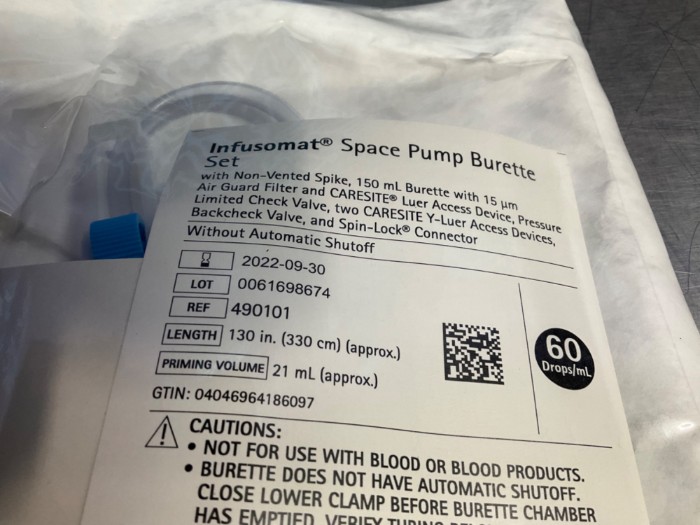 Infusomat® Space Pump Burette
Set
with Non-Vented Spike, 150 mL Burette with 15 µm
Air Guard Filter and CARESITE® Luer Access Device, Pressure
Limited Check Valve, two CARESITE Y-Luer Access Devices,
Backcheck Valve, and Spin-Lock® Connector
Without Automatic Shutoff
2022-09-30
LOT 0061698674
REF 490101
LENGTH 130 in. (330 cm) (approx.)
PRIMING VOLUME 21 mL (approx.)
GTIN: 04046964186097
60
Drops/mL
CAUTIONS:
• NOT FOR USE WITH BLOOD OR BLOOD PRODUCTS.
• BURETTE DOES NOT HAVE AUTOMATIC SHUTOFF.
CLOSE LOWER CLAMP BEFORE BURETTE CHAMBER
HAS EMPTIED. VERIFY TUBING